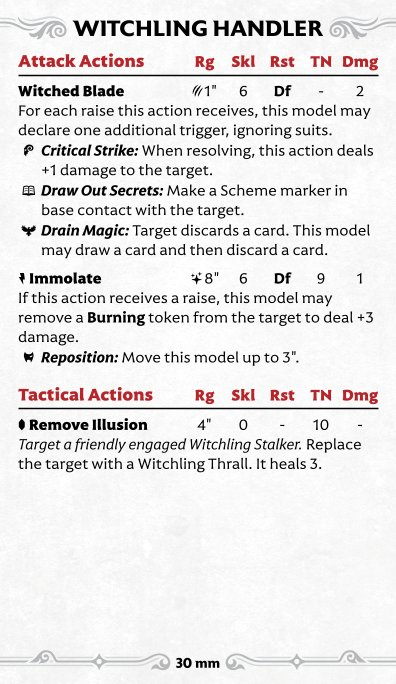 WITCHLING HANDLER
Attack Actions Rg Skl Rst TN Dmg
Witched Blade 1" 6 Df - 2
For each raise this action receives, this model may
declare one additional trigger, ignoring suits.
Critical Strike: When resolving, this action deals
+1 damage to the target.
Draw Out Secrets: Make a Scheme marker in
base contact with the target.
Drain Magic: Target discards a card. This model
may draw a card and then discard a card.
Immolate 8" 6 Df 9 1
If this action receives a raise, this model may
remove a Burning token from the target to deal +3
damage.
Reposition: Move this model up to 3".
Tactical Actions Rg Skl Rst TN Dmg
Remove Illusion 4" 0 - 10 -
Target a friendly engaged Witchling Stalker. Replace
the target with a Witchling Thrall. It heals 3.
30 mm